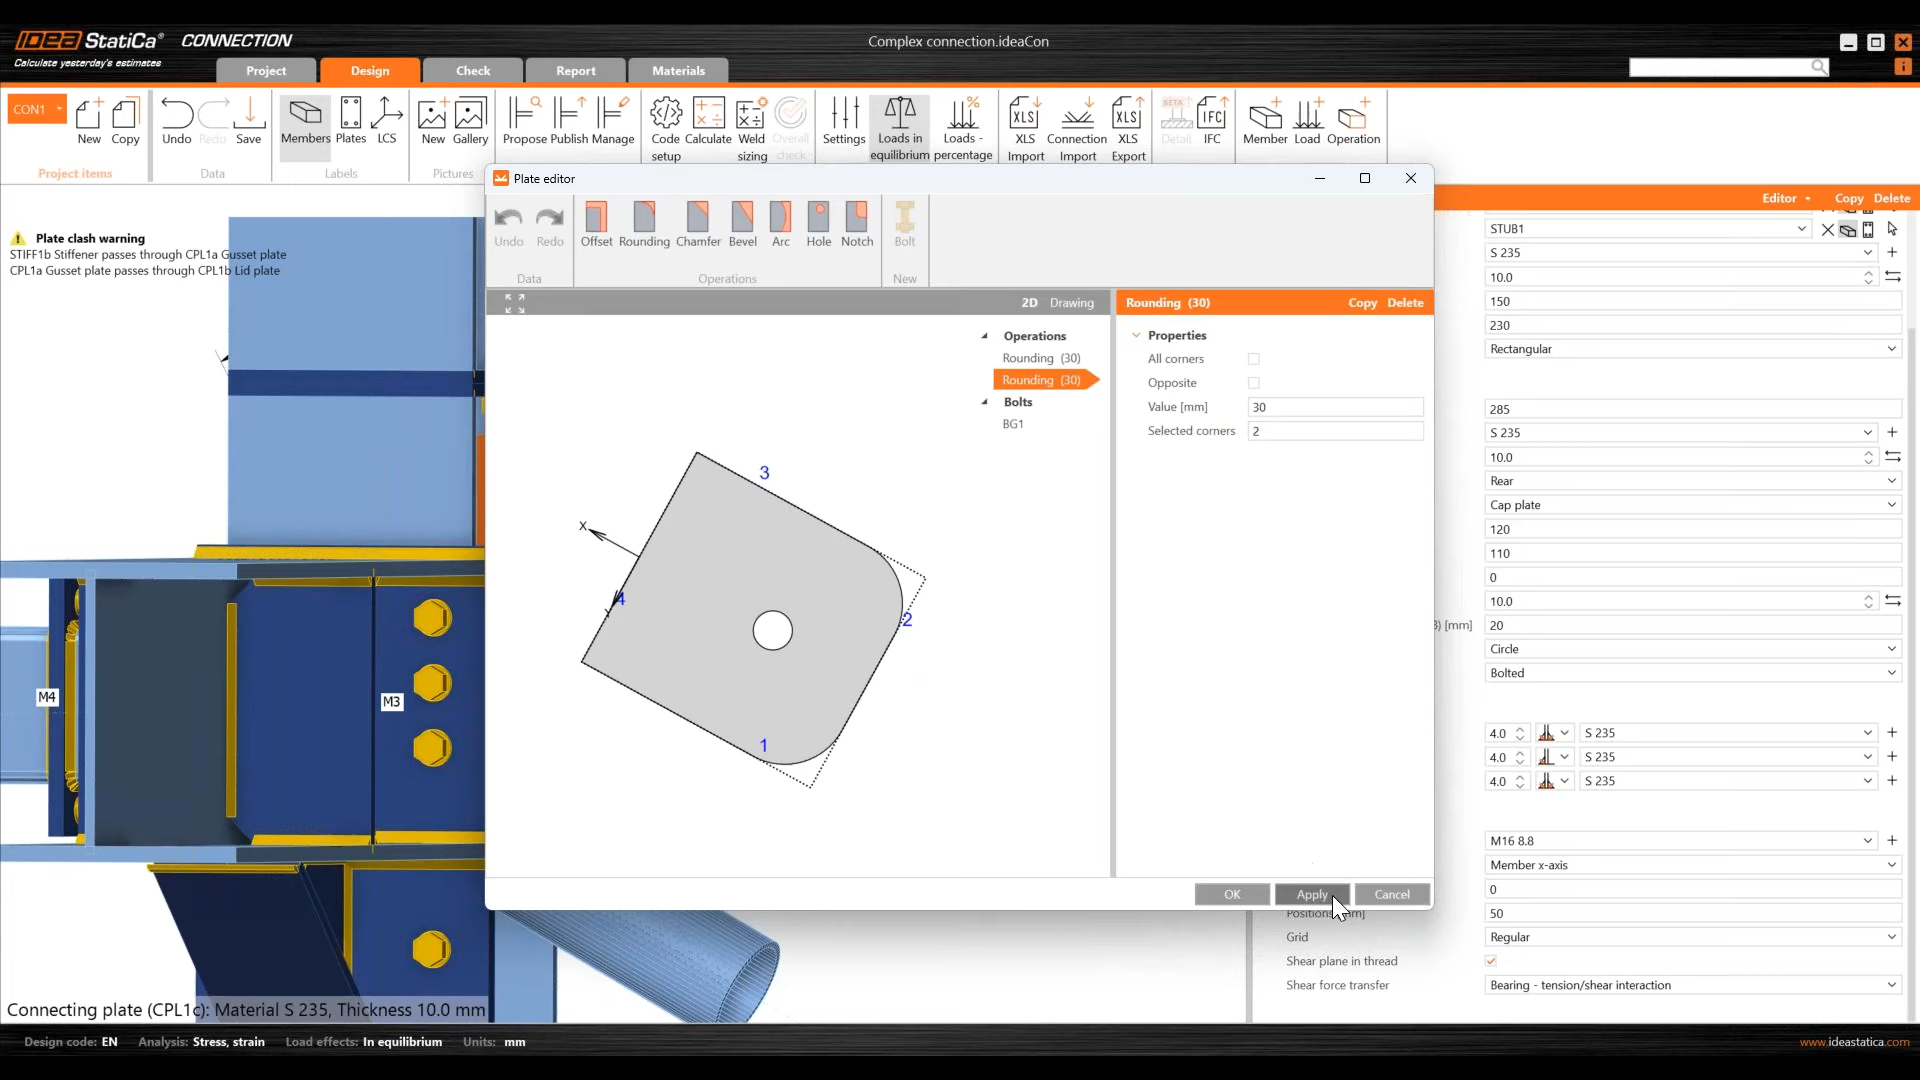 IDEA StatiCa® CONNECTION
Calculate yesterday's estimates
Complex connection.ideaCon
Project Design Check Report Materials
CON1
New Copy Undo Redo Save Members Plates LCS New Gallery Propose Publish Manage Code setup Calculate Weld sizing Overall check Settings Loads in equilibrium Loads - percentage XLS Import Connection Import XLS Export BETA Detail IFC Member Load Operation
Project items Data Labels Pictures
Plate editor
Editor Copy Delete
Plate clash warning
STIFF1b Stiffener passes through CPL1a Gusset plate
CPL1a Gusset plate passes through CPL1b Lid plate
Undo Redo Offset Rounding Chamfer Bevel Arc Hole Notch Bolt
Data Operations New
2D Drawing
Rounding (30) Copy Delete
Operations
Rounding (30)
Rounding (30)
Bolts
BG1
Properties
All corners
Opposite
Value [mm] 30
Selected corners 2
3
x
4
2
1
OK Apply Cancel
STUB1
S 235
10.0
150
230
Rectangular
285
S 235
10.0
Rear
Cap plate
120
110
0
10.0
[mm] 20
Circle
Bolted
4.0 S 235
4.0 S 235
4.0 S 235
M16 8.8
Member x-axis
0
50
Grid Regular
Shear plane in thread
Shear force transfer Bearing - tension/shear interaction
M4
M3
Connecting plate (CPL1c): Material S 235, Thickness 10.0 mm
Design code: EN Analysis: Stress, strain Load effects: In equilibrium Units: mm
www.ideastatica.com